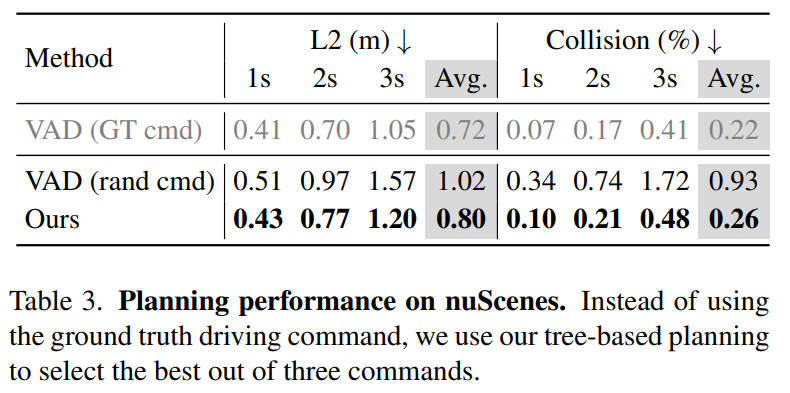 Method L2 (m) ↓ Collision (%) ↓
1s 2s 3s Avg. 1s 2s 3s Avg.
VAD (GT cmd) 0.41 0.70 1.05 0.72 0.07 0.17 0.41 0.22
VAD (rand cmd) 0.51 0.97 1.57 1.02 0.34 0.74 1.72 0.93
Ours 0.43 0.77 1.20 0.80 0.10 0.21 0.48 0.26
Table 3. Planning performance on nuScenes. Instead of using
the ground truth driving command, we use our tree-based planning
to select the best out of three commands.